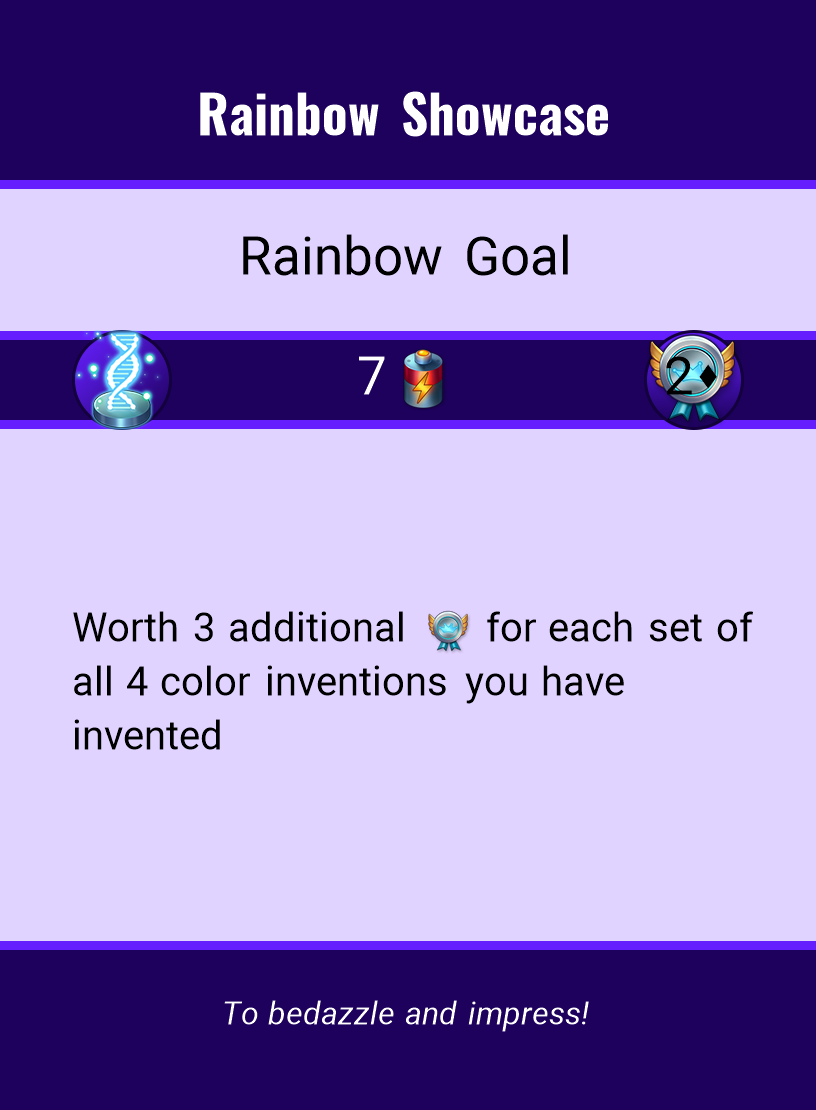 Rainbow Showcase
Rainbow Goal
7
2♦
Worth 3 additional for each set of
all 4 color inventions you have
invented
To bedazzle and impress!